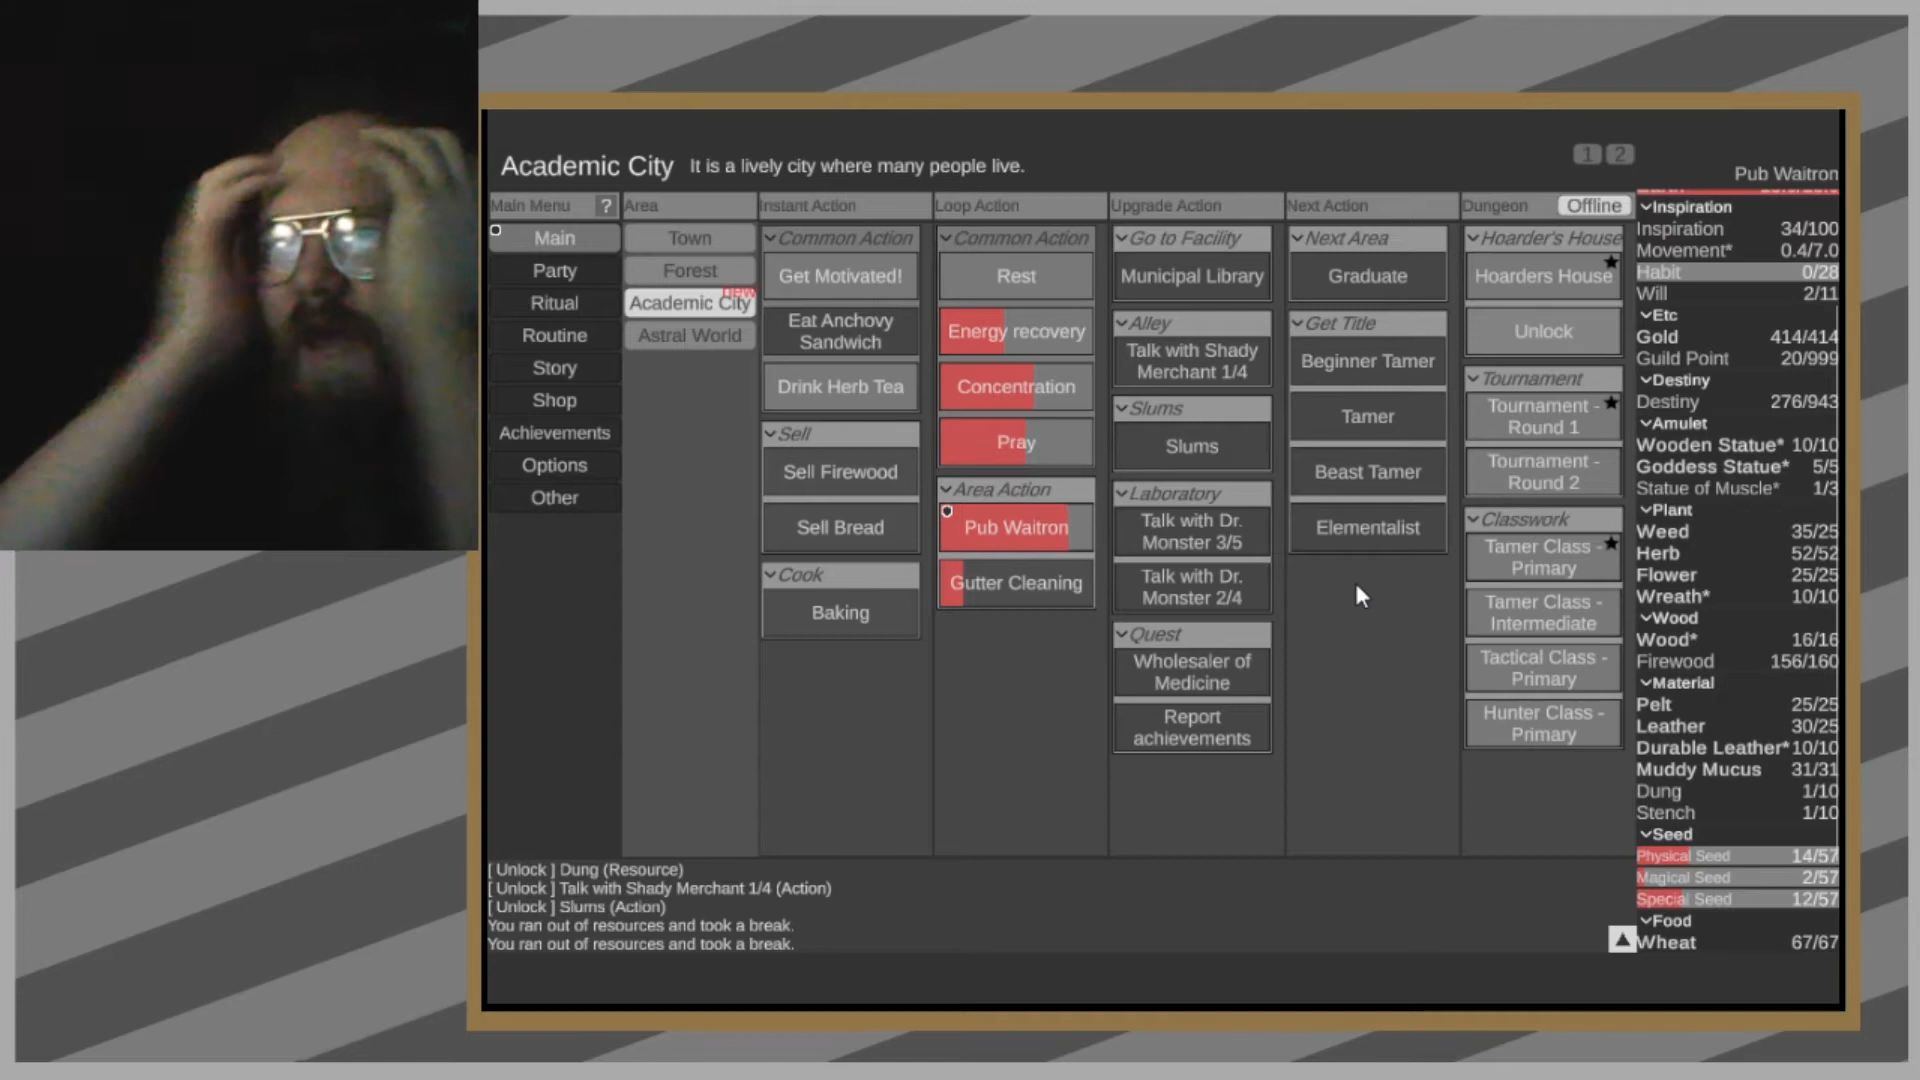 Academic City It is a lively city where many people live.
1 2
Pub Waitron
Main Menu ?
Main
Party
Ritual
Routine
Story
Shop
Achievements
Options
Other
Area
Town
Forest
new
Academic City
Astral World
Instant Action
Common Action
Get Motivated!
Eat Anchovy
Sandwich
Drink Herb Tea
Sell
Sell Firewood
Sell Bread
Cook
Baking
Loop Action
Common Action
Rest
Energy recovery
Concentration
Pray
Area Action
Pub Waitron
Gutter Cleaning
Upgrade Action
Go to Facility
Municipal Library
Alley
Talk with Shady
Merchant 1/4
Slums
Slums
Laboratory
Talk with Dr.
Monster 3/5
Talk with Dr.
Monster 2/4
Quest
Wholesaler of
Medicine
Report
achievements
Next Action
Next Area
Graduate
Get Title
Beginner Tamer
Tamer
Beast Tamer
Elementalist
Dungeon Offline
Hoarder's House
Hoarders House
Unlock
Tournament
Tournament -
Round 1
Tournament -
Round 2
Classwork
Tamer Class -
Primary
Tamer Class -
Intermediate
Tactical Class -
Primary
Hunter Class -
Primary
Inspiration
Inspiration 34/100
Movement* 0.4/7.0
Habit 0/28
Will 2/11
Etc
Gold 414/414
Guild Point 20/999
Destiny
Destiny 276/943
Amulet
Wooden Statue* 10/10
Goddess Statue* 5/5
Statue of Muscle* 1/3
Plant
Weed 35/25
Herb 52/52
Flower 25/25
Wreath* 10/10
Wood
Wood* 16/16
Firewood 156/160
Material
Pelt 25/25
Leather 30/25
Durable Leather* 10/10
Muddy Mucus 31/31
Dung 1/10
Stench 1/10
Seed
Physical Seed 14/57
Magical Seed 2/57
Special Seed 12/57
Food
Wheat 67/67
[ Unlock ] Dung (Resource)
[ Unlock ] Talk with Shady Merchant 1/4 (Action)
[ Unlock ] Slums (Action)
You ran out of resources and took a break.
You ran out of resources and took a break.